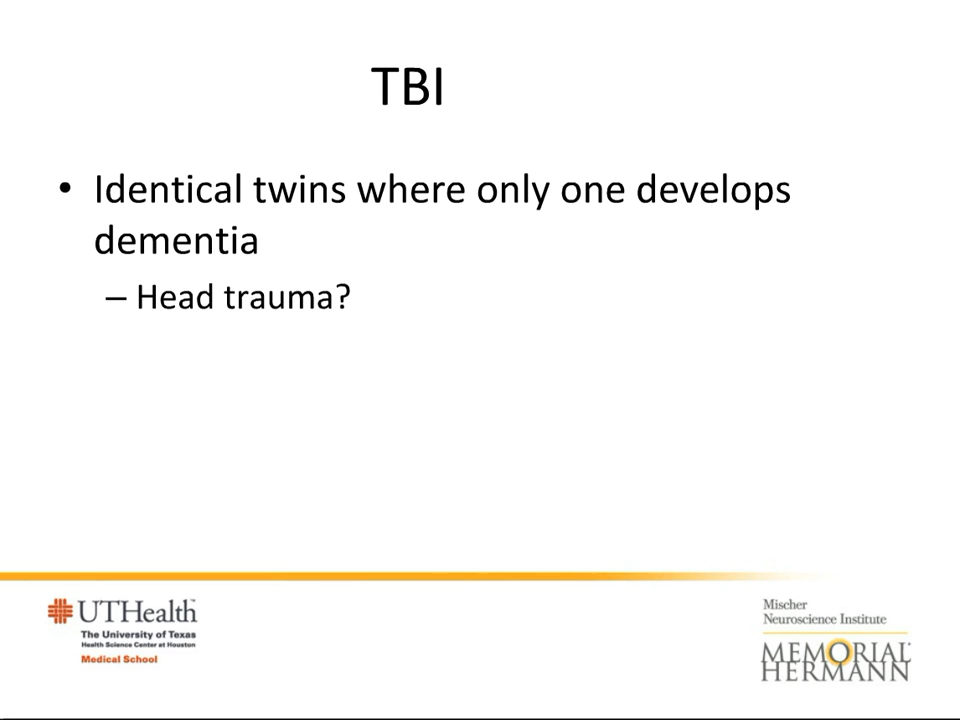 TBI
• Identical twins where only one develops
dementia
– Head trauma?
UTHealth™
The University of Texas
Health Science Center at Houston
Medical School
Mischer
Neuroscience Institute
MEMORIAL®
HERMANN